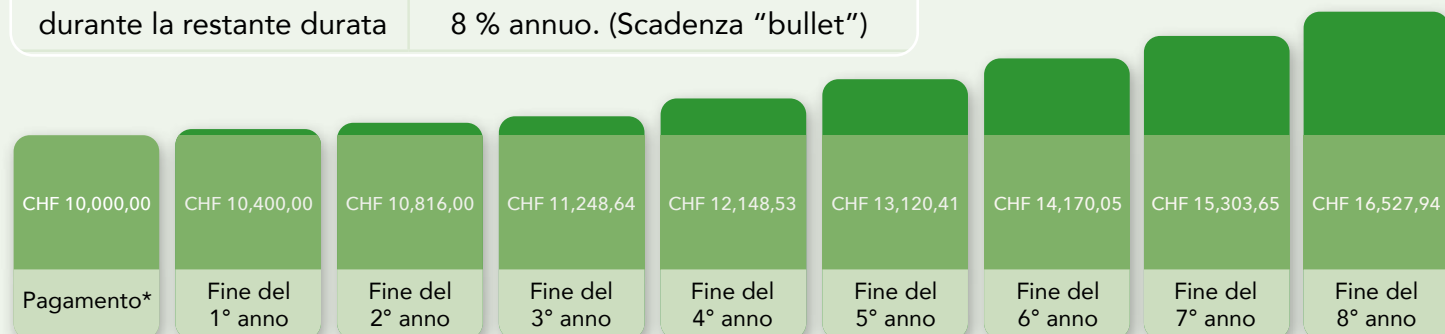 durante la restante durata
8 % annuo. (Scadenza “bullet”)
CHF 10,000,00
CHF 10,400,00
CHF 10,816,00
CHF 11,248,64
CHF 12,148,53
CHF 13,120,41
CHF 14,170,05
CHF 15,303,65
CHF 16,527,94
Pagamento*
Fine del
1° anno
Fine del
2° anno
Fine del
3° anno
Fine del
4° anno
Fine del
5° anno
Fine del
6° anno
Fine del
7° anno
Fine del
8° anno